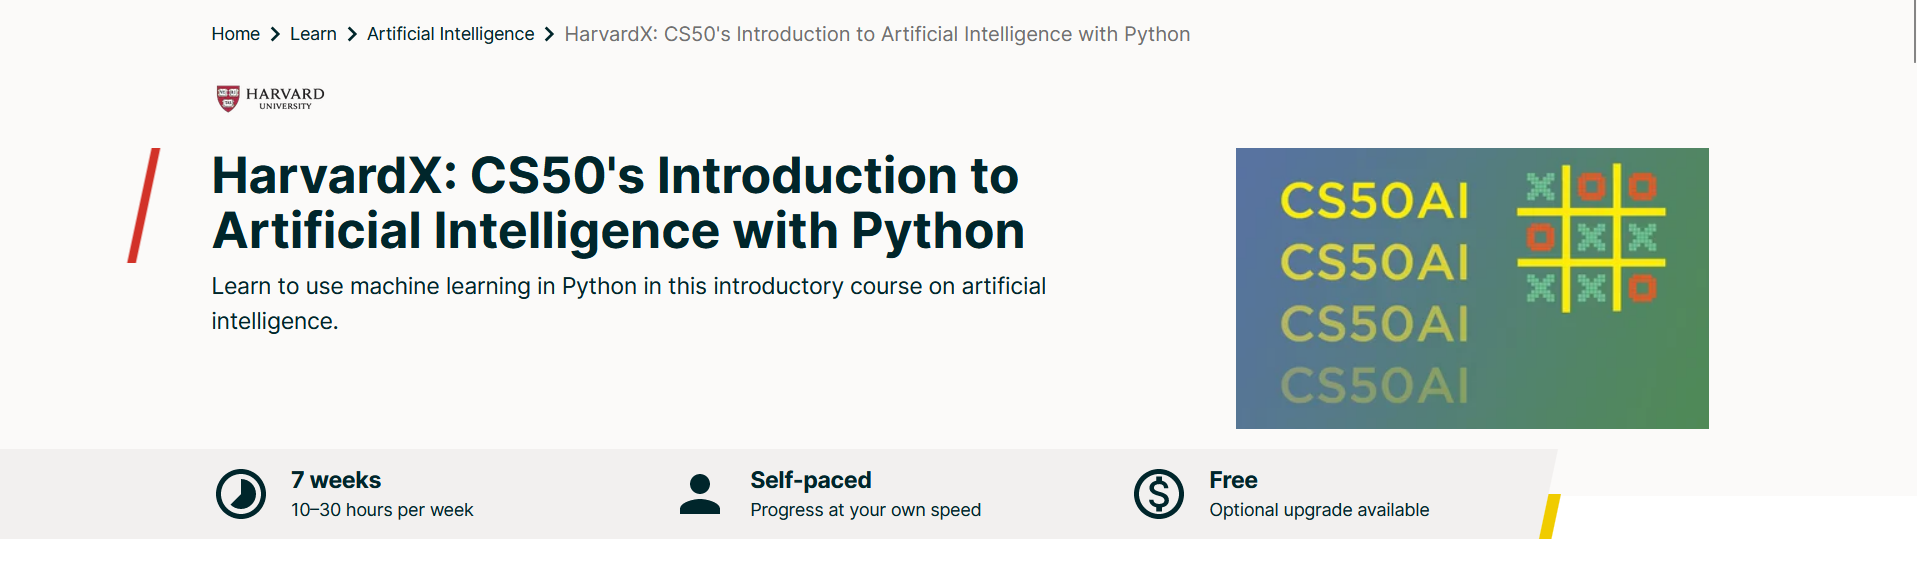 Home > Learn > Artificial Intelligence > HarvardX: CS50's Introduction to Artificial Intelligence with Python
HARVARD
UNIVERSITY
HarvardX: CS50's Introduction to
Artificial Intelligence with Python
Learn to use machine learning in Python in this introductory course on artificial
intelligence.
CS50AI
CS50AI
CS50AI
CS50AI
X O O
O X X
X X O
7 weeks
10–30 hours per week
Self-paced
Progress at your own speed
Free
Optional upgrade available